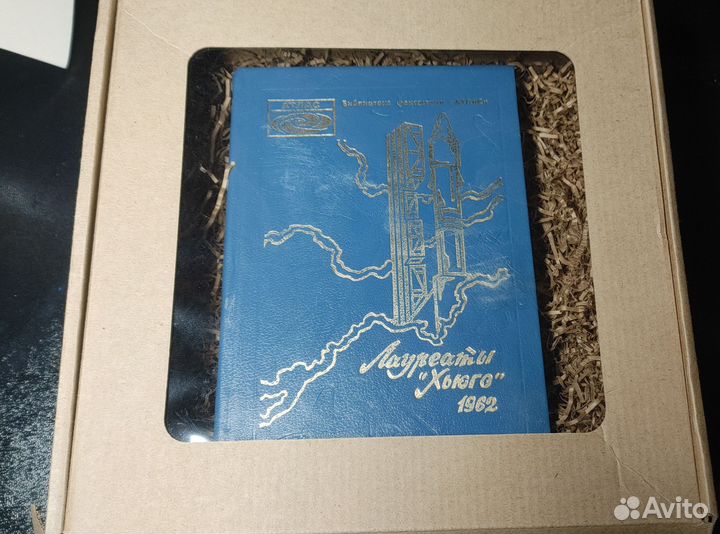 Библиотека фантастики
Лауреаты
"Хьюго"
1962
Avito